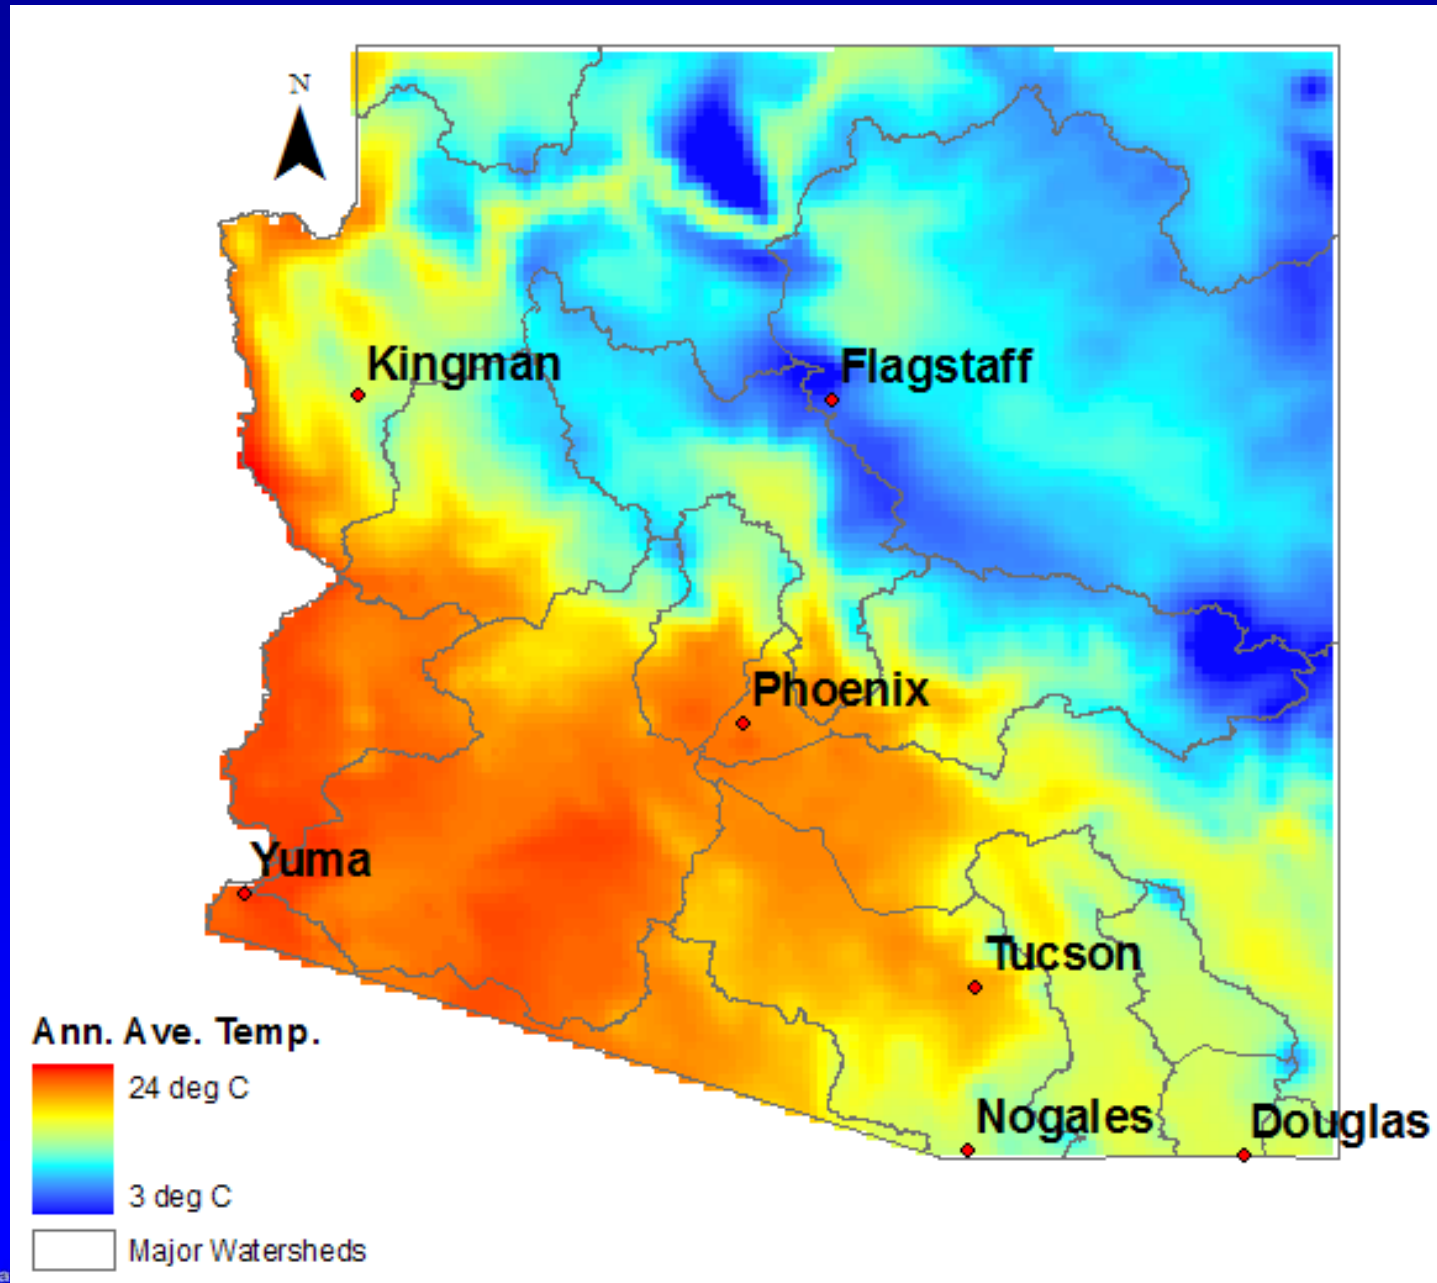 N
Kingman
Flagstaff
Phoenix
Yuma
Tucson
Ann. Ave. Temp.
24 deg C
3 deg C
Nogales
Douglas
Major Watersheds